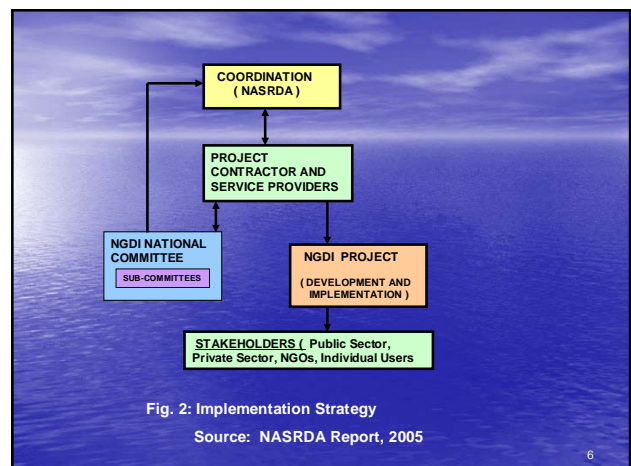 COORDINATION
( NASRDA )
PROJECT
CONTRACTOR AND
SERVICE PROVIDERS
NGDI NATIONAL
COMMITTEE
SUB-COMMITTEES
NGDI PROJECT
( DEVELOPMENT AND
IMPLEMENTATION )
STAKEHOLDERS ( Public Sector,
Private Sector, NGOs, Individual Users
Fig. 2: Implementation Strategy
Source: NASRDA Report, 2005
6